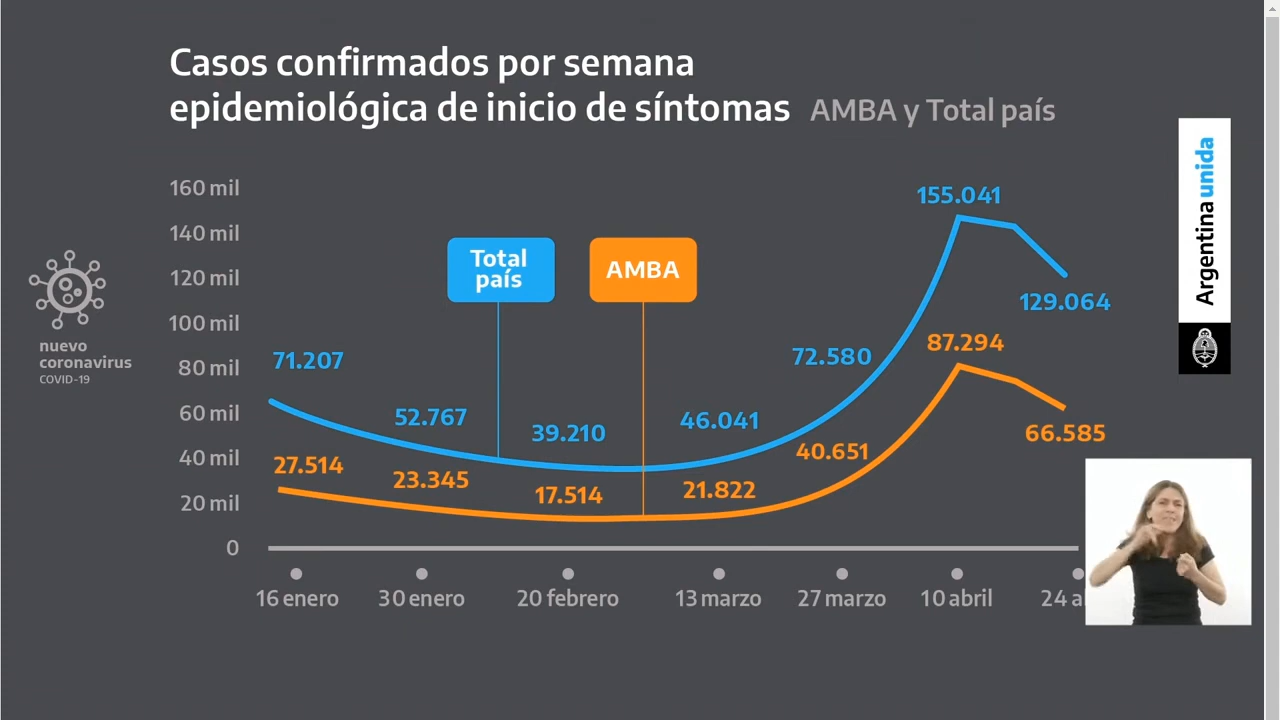 Casos confirmados por semana
epidemiológica de inicio de síntomas AMBA y Total país
160 mil
140 mil
120 mil
100 mil
80 mil
60 mil
40 mil
20 mil
0
Total
país
AMBA
71.207
52.767
39.210
46.041
72.580
155.041
129.064
27.514
23.345
17.514
21.822
40.651
87.294
66.585
16 enero
30 enero
20 febrero
13 marzo
27 marzo
10 abril
24 a
nuevo
coronavirus
COVID-19
Argentina unida